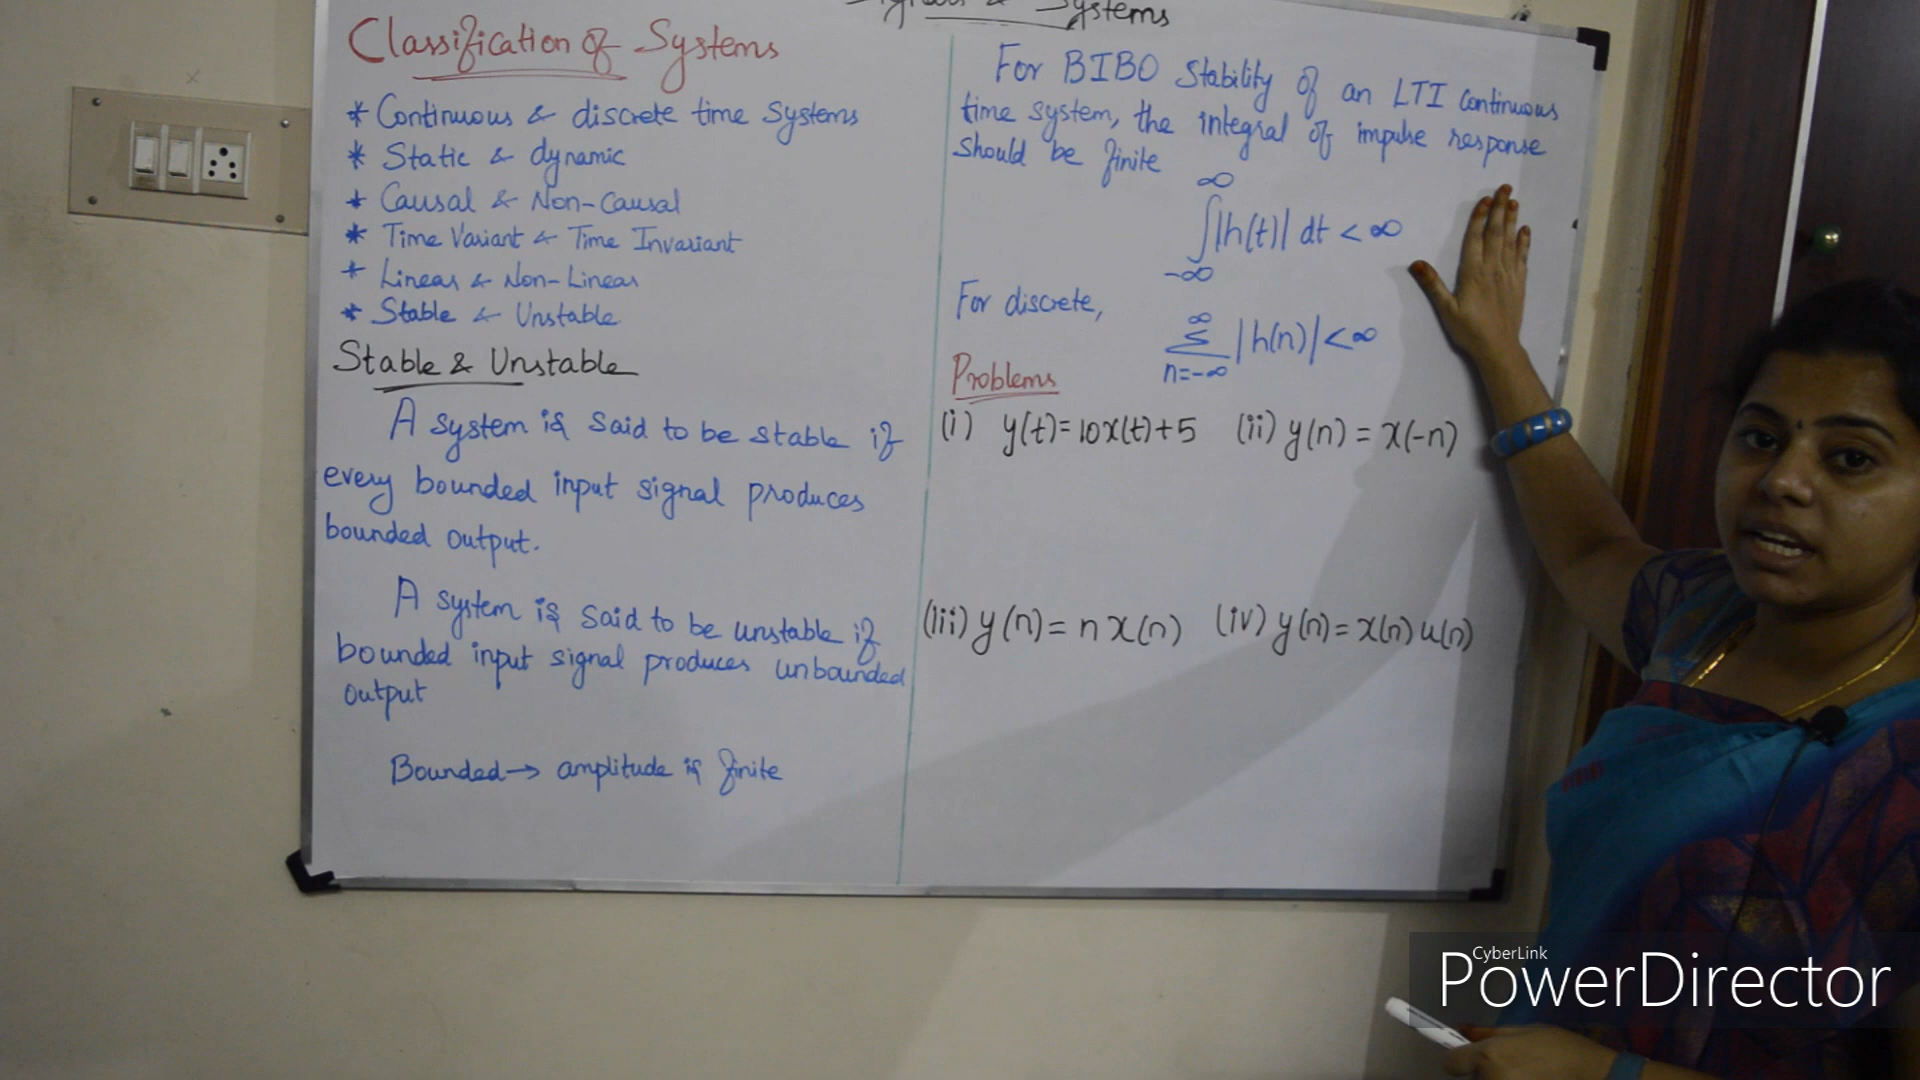 Systems
Classification of Systems
* Continuous & discrete time systems
* Static & dynamic
* Causal & Non-Causal
* Time Variant & Time Invariant
* Linear & Non-Linear
* Stable & Unstable
Stable & Unstable
A system is said to be stable if
every bounded input signal produces
bounded output.
A system is said to be unstable if
bounded input signal produces unbounded
output
Bounded → amplitude is finite
For BIBO stability of an LTI continuous
time system, the integral of impulse response
should be finite
∞
∫|h(t)| dt < ∞
-∞
For discrete,
∞
Σ |h(n)| < ∞
n=-∞
Problems
(i) y(t) = 10x(t)+5 (ii) y(n) = x(-n)
(iii) y(n) = n x(n) (iv) y(n) = x(n) u(n)
CyberLink
PowerDirector